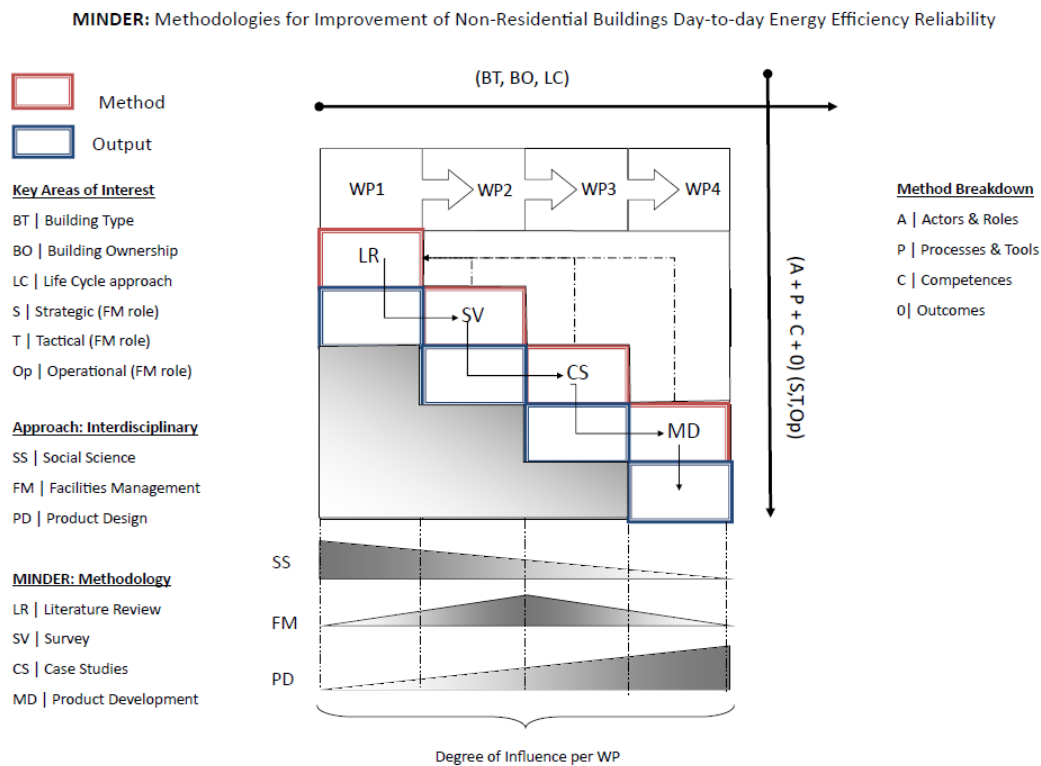 MINDER: Methodologies for Improvement of Non-Residential Buildings Day-to-day Energy Efficiency Reliability
(BT, BO, LC)
Method
Output
Key Areas of Interest
BT | Building Type
BO | Building Ownership
LC | Life Cycle approach
S | Strategic (FM role)
T | Tactical (FM role)
Op | Operational (FM role)
Approach: Interdisciplinary
SS | Social Science
FM | Facilities Management
PD | Product Design
MINDER: Methodology
LR | Literature Review
SV | Survey
CS | Case Studies
MD | Product Development
WP1
WP2
WP3
WP4
LR
SV
CS
MD
SS
FM
PD
Degree of Influence per WP
(A + P + C + 0) (S,T,Op)
Method Breakdown
A | Actors & Roles
P | Processes & Tools
C | Competences
0| Outcomes